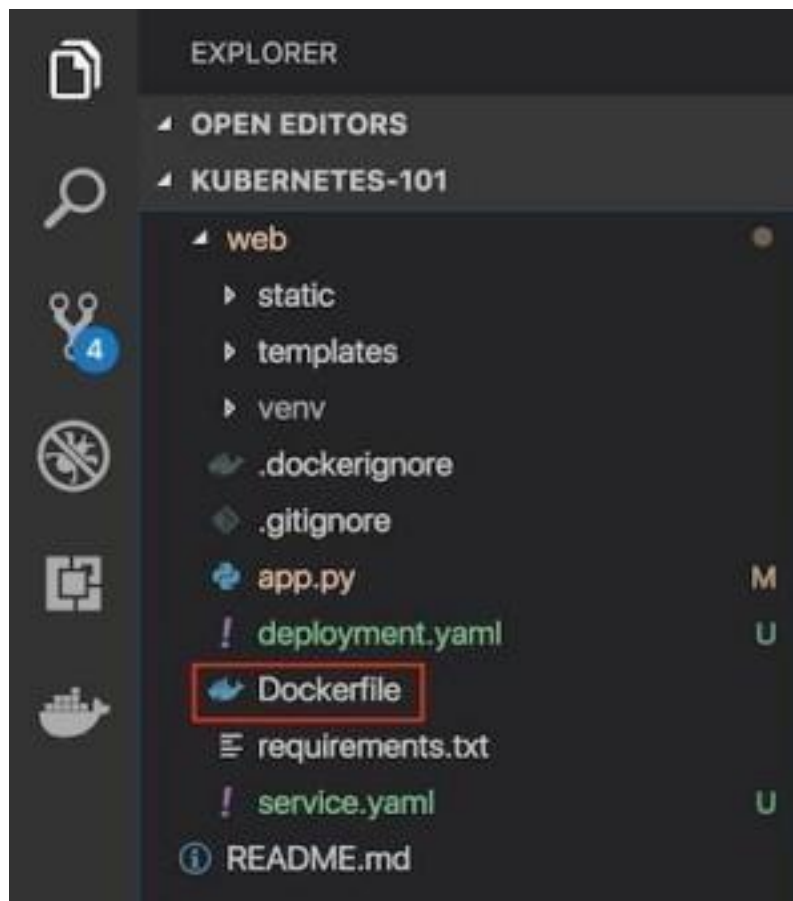 EXPLORER
OPEN EDITORS
KUBERNETES-101
web
static
templates
4
venv
.dockerignore
.gitignore
app.py M
deployment.yaml U
Dockerfile
requirements.txt
service.yaml U
README.md